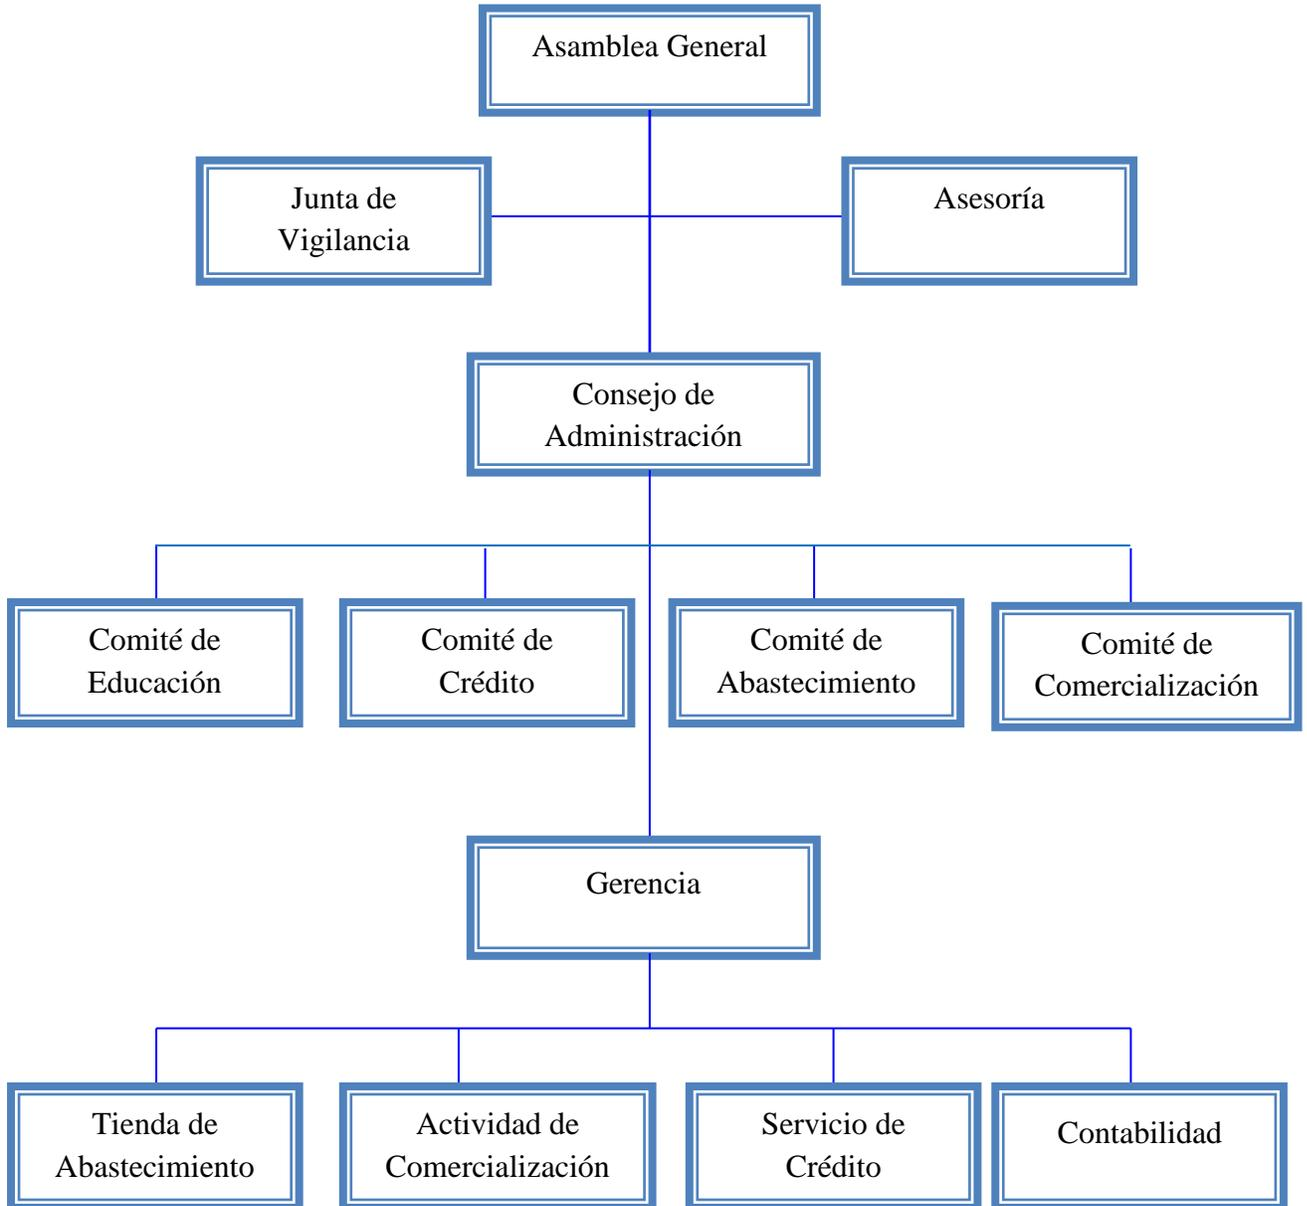 Asamblea General
Junta de
Vigilancia
Asesoría
Consejo de
Administración
Comité de
Educación
Comité de
Crédito
Comité de
Abastecimiento
Comité de
Comercialización
Gerencia
Tienda de
Abastecimiento
Actividad de
Comercialización
Servicio de
Crédito
Contabilidad